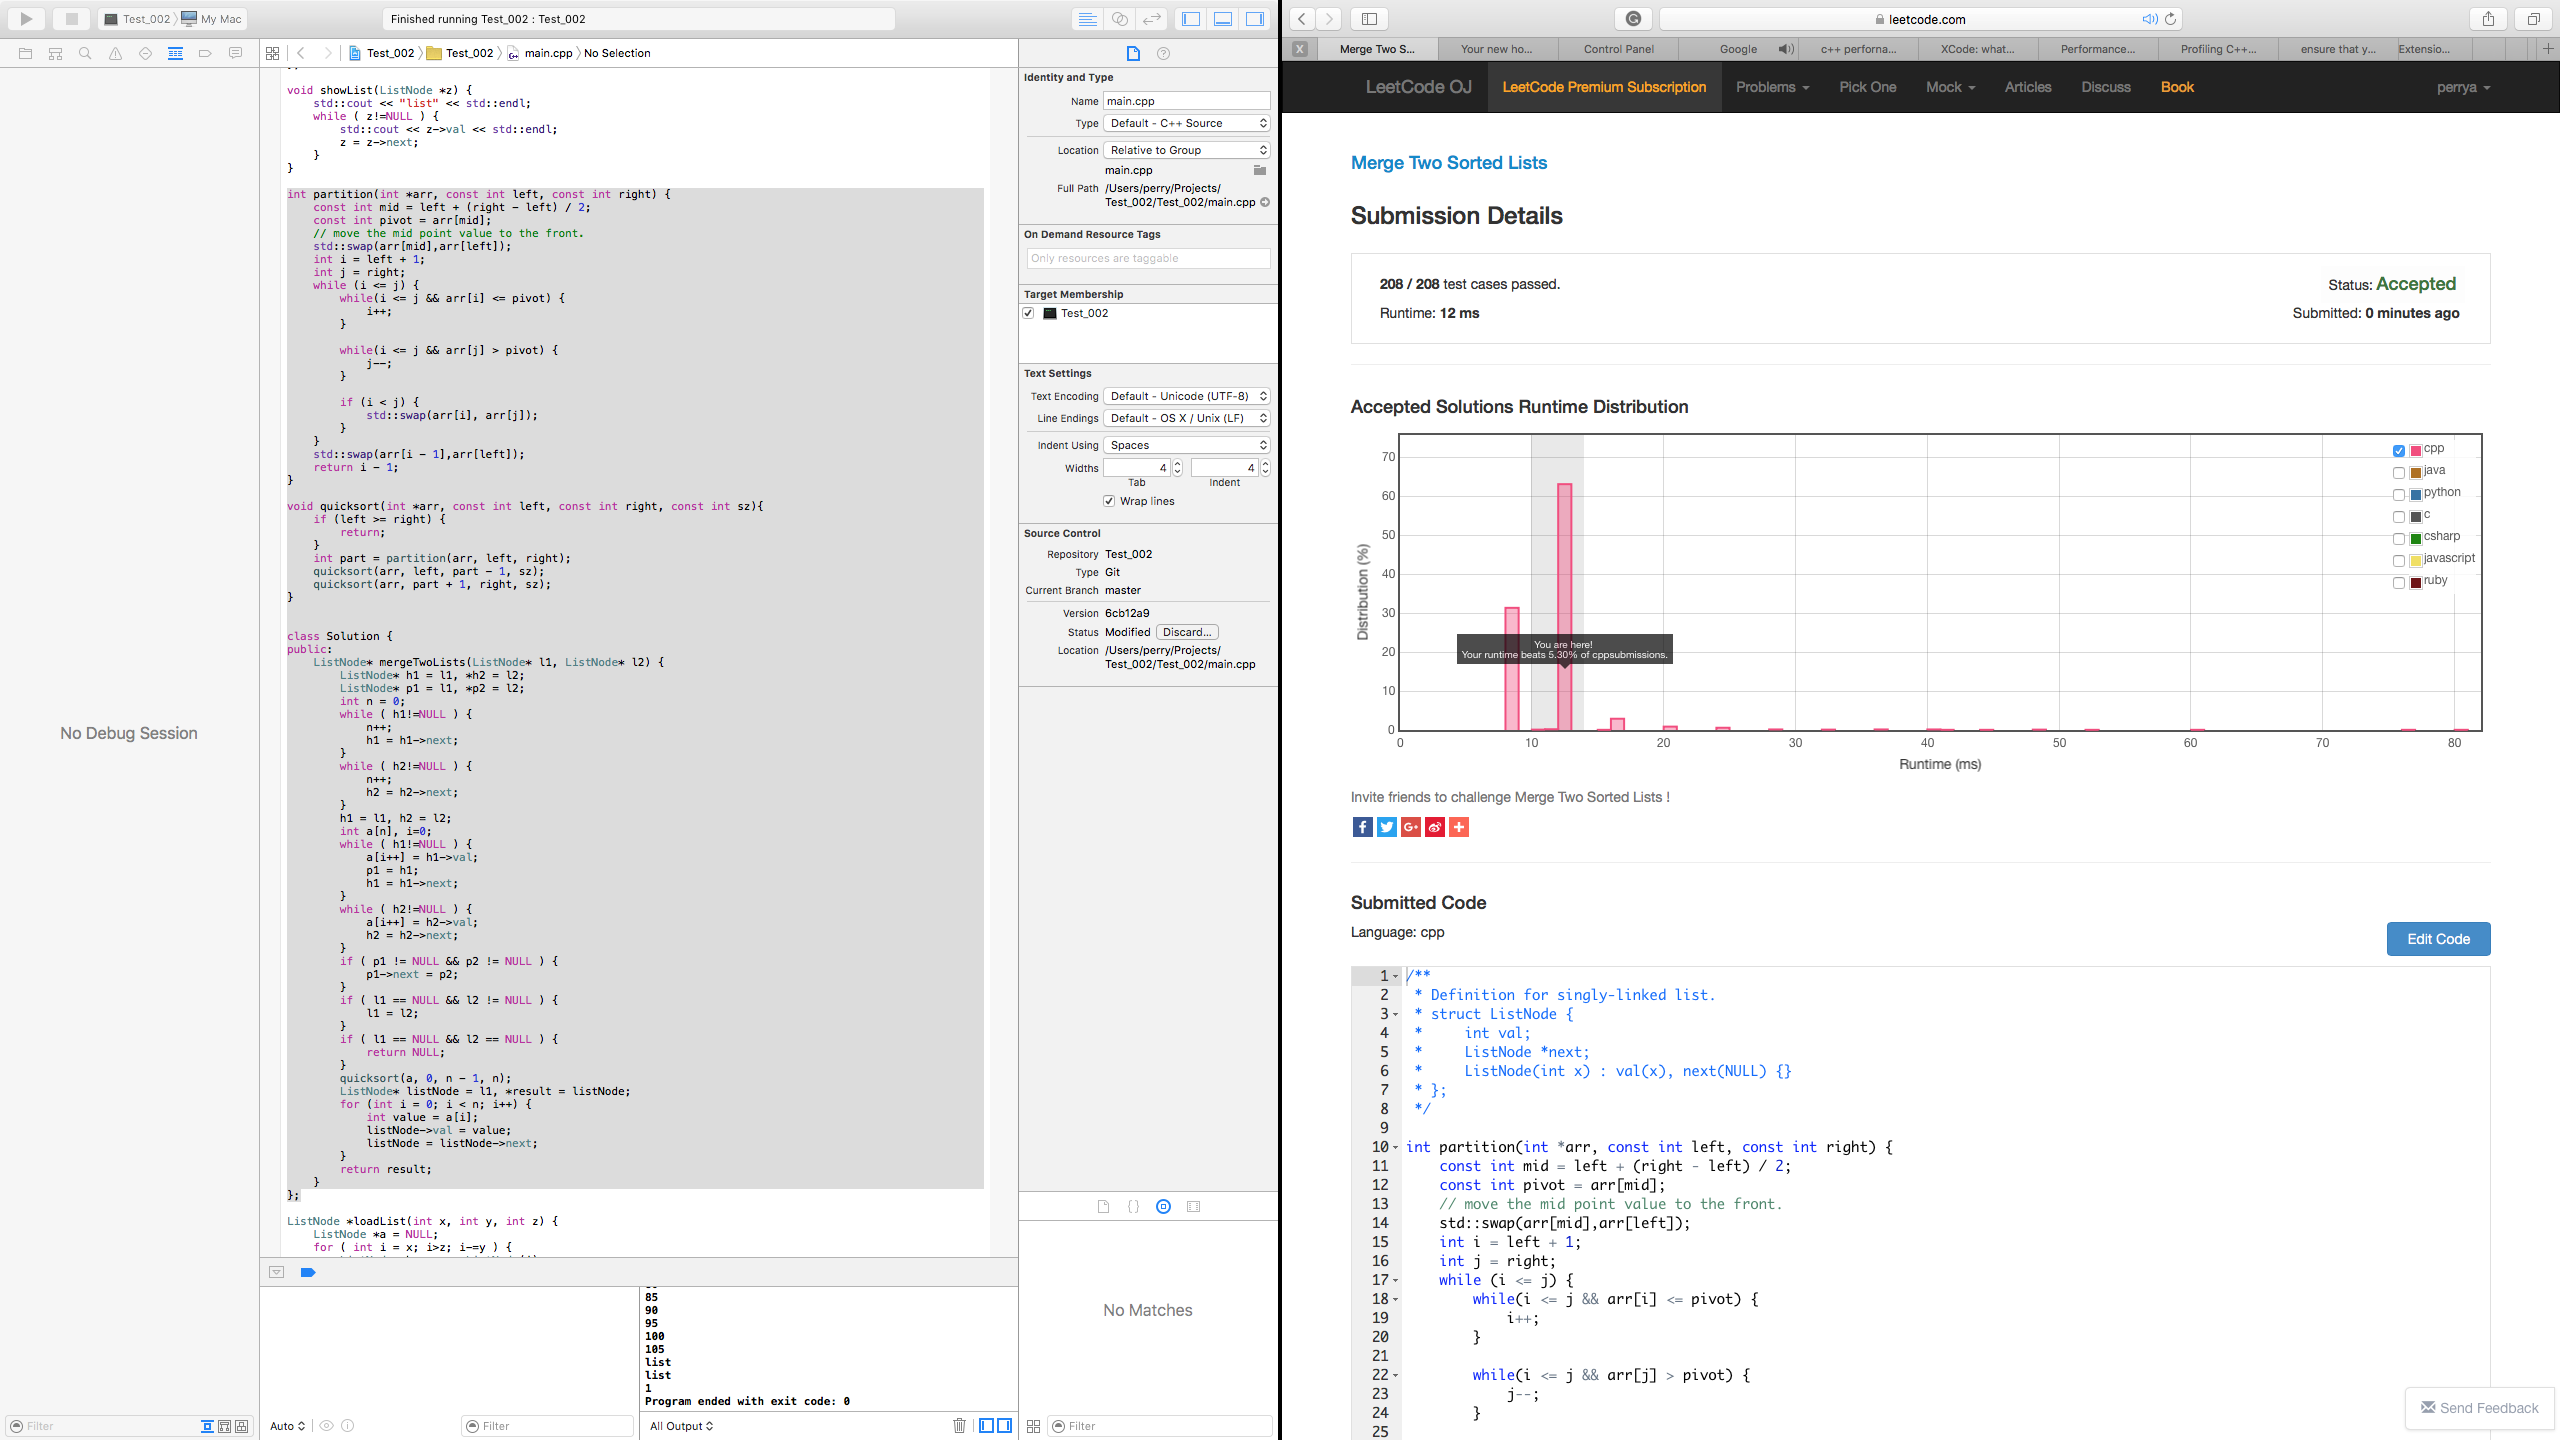 Test_002 〉 My Mac
Finished running Test_002 : Test_002
Test_002 〉 Test_002 〉 main.cpp 〉 No Selection
No Debug Session
Filter
void showList(ListNode *z) {
    std::cout << "list" << std::endl;
    while ( z!=NULL ) {
        std::cout << z->val << std::endl;
        z = z->next;
    }
}
int partition(int *arr, const int left, const int right) {
    const int mid = left + (right - left) / 2;
    const int pivot = arr[mid];
    // move the mid point value to the front.
    std::swap(arr[mid],arr[left]);
    int i = left + 1;
    int j = right;
    while (i <= j) {
        while(i <= j && arr[i] <= pivot) {
            i++;
        }
        while(i <= j && arr[j] > pivot) {
            j--;
        }
        if (i < j) {
            std::swap(arr[i], arr[j]);
        }
    }
    std::swap(arr[i - 1],arr[left]);
    return i - 1;
}
void quicksort(int *arr, const int left, const int right, const int sz){
    if (left >= right) {
        return;
    }
    int part = partition(arr, left, right);
    quicksort(arr, left, part - 1, sz);
    quicksort(arr, part + 1, right, sz);
}
class Solution {
public:
    ListNode* mergeTwoLists(ListNode* l1, ListNode* l2) {
        ListNode* h1 = l1, *h2 = l2;
        ListNode* p1 = l1, *p2 = l2;
        int n = 0;
        while ( h1!=NULL ) {
            n++;
            h1 = h1->next;
        }
        while ( h2!=NULL ) {
            n++;
            h2 = h2->next;
        }
        h1 = l1, h2 = l2;
        int a[n], i=0;
        while ( h1!=NULL ) {
            a[i++] = h1->val;
            p1 = h1;
            h1 = h1->next;
        }
        while ( h2!=NULL ) {
            a[i++] = h2->val;
            h2 = h2->next;
        }
        if ( p1 != NULL && p2 != NULL ) {
            p1->next = p2;
        }
        if ( l1 == NULL && l2 != NULL ) {
            l1 = l2;
        }
        if ( l1 == NULL && l2 == NULL ) {
            return NULL;
        }
        quicksort(a, 0, n - 1, n);
        ListNode* listNode = l1, *result = listNode;
        for (int i = 0; i < n; i++) {
            int value = a[i];
            listNode->val = value;
            listNode = listNode->next;
        }
        return result;
    }
};
ListNode *loadList(int x, int y, int z) {
    ListNode *a = NULL;
    for ( int i = x; i>z; i-=y ) {
Auto
Filter
85
90
95
100
105
list
list
1
Program ended with exit code: 0
All Output
Identity and Type
Name main.cpp
Type Default - C++ Source
Location Relative to Group
main.cpp
Full Path /Users/perry/Projects/
Test_002/Test_002/main.cpp
On Demand Resource Tags
Only resources are taggable
Target Membership
Test_002
Text Settings
Text Encoding Default - Unicode (UTF-8)
Line Endings Default - OS X / Unix (LF)
Indent Using Spaces
Widths 4 4
Tab Indent
Wrap lines
Source Control
Repository Test_002
Type Git
Current Branch master
Version 6cb12a9
Status Modified Discard...
Location /Users/perry/Projects/
Test_002/Test_002/main.cpp
No Matches
Filter
leetcode.com
X Merge Two S... Your new ho... Control Panel Google c++ perforna... XCode: what... Performance... Profiling C++... ensure that y... Extensio...
LeetCode OJ LeetCode Premium Subscription Problems Pick One Mock Articles Discuss Book perrya
Merge Two Sorted Lists
Submission Details
208 / 208 test cases passed. Status: Accepted
Runtime: 12 ms Submitted: 0 minutes ago
Accepted Solutions Runtime Distribution
Distribution (%)
70
60
50
40
30
20
10
0
cpp
java
python
c
csharp
javascript
ruby
You are here!
Your runtime beats 5.30% of cppsubmissions.
0 10 20 30 40 50 60 70 80
Runtime (ms)
Invite friends to challenge Merge Two Sorted Lists !
Submitted Code
Language: cpp
Edit Code
1 /**
2  * Definition for singly-linked list.
3  * struct ListNode {
4  *     int val;
5  *     ListNode *next;
6  *     ListNode(int x) : val(x), next(NULL) {}
7  * };
8  */
9
10 int partition(int *arr, const int left, const int right) {
11     const int mid = left + (right - left) / 2;
12     const int pivot = arr[mid];
13     // move the mid point value to the front.
14     std::swap(arr[mid],arr[left]);
15     int i = left + 1;
16     int j = right;
17     while (i <= j) {
18         while(i <= j && arr[i] <= pivot) {
19             i++;
20         }
21
22         while(i <= j && arr[j] > pivot) {
23             j--;
24         }
25
Send Feedback